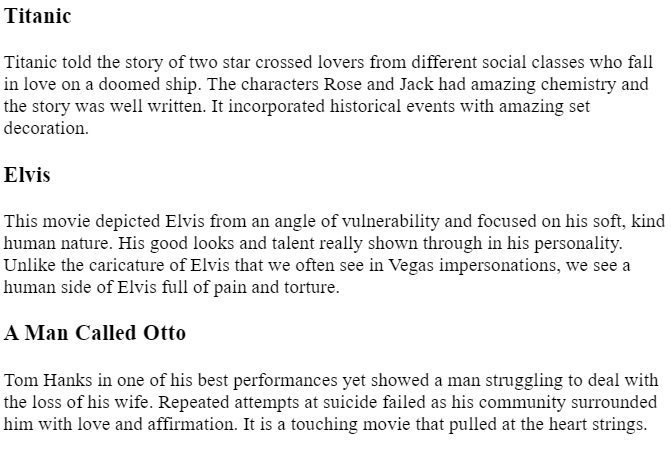 Titanic
Titanic told the story of two star crossed lovers from different social classes who fall
in love on a doomed ship. The characters Rose and Jack had amazing chemistry and
the story was well written. It incorporated historical events with amazing set
decoration.
Elvis
This movie depicted Elvis from an angle of vulnerability and focused on his soft, kind
human nature. His good looks and talent really shown through in his personality.
Unlike the caricature of Elvis that we often see in Vegas impersonations, we see a
human side of Elvis full of pain and torture.
A Man Called Otto
Tom Hanks in one of his best performances yet showed a man struggling to deal with
the loss of his wife. Repeated attempts at suicide failed as his community surrounded
him with love and affirmation. It is a touching movie that pulled at the heart strings.